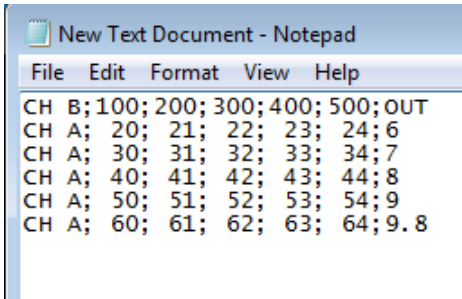 New Text Document - Notepad
File Edit Format View Help
CH B;100;200;300;400;500;OUT
CH A; 20; 21; 22; 23; 24;6
CH A; 30; 31; 32; 33; 34;7
CH A; 40; 41; 42; 43; 44;8
CH A; 50; 51; 52; 53; 54;9
CH A; 60; 61; 62; 63; 64;9.8